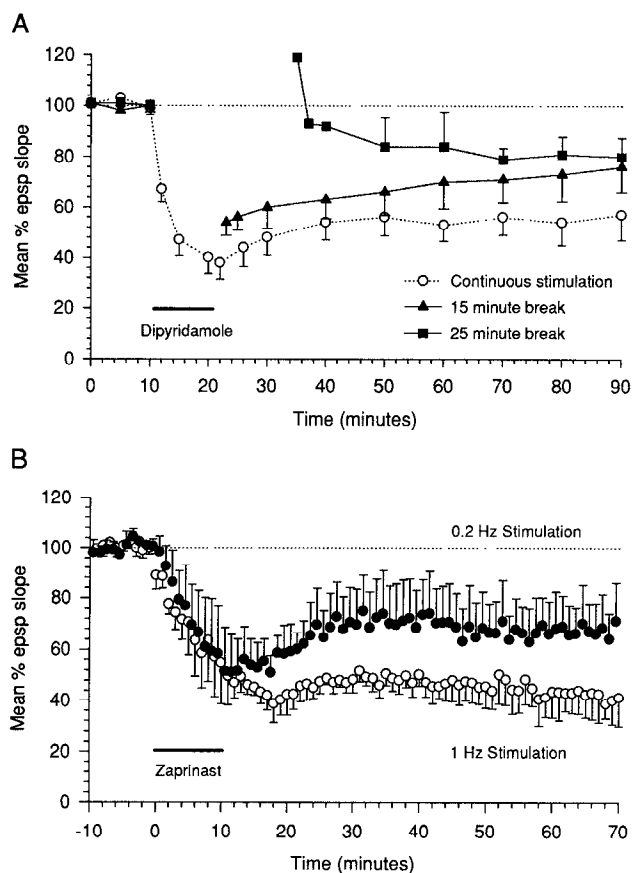 A
120
100
80
60
40
20
0
Mean % epsp slope
Dipyridamole
Continuous stimulation
15 minute break
25 minute break
0 10 20 30 40 50 60 70 80 90
Time (minutes)
B
120
100
80
60
40
20
0
Mean % epsp slope
0.2 Hz Stimulation
1 Hz Stimulation
Zaprinast
-10 0 10 20 30 40 50 60 70
Time (minutes)